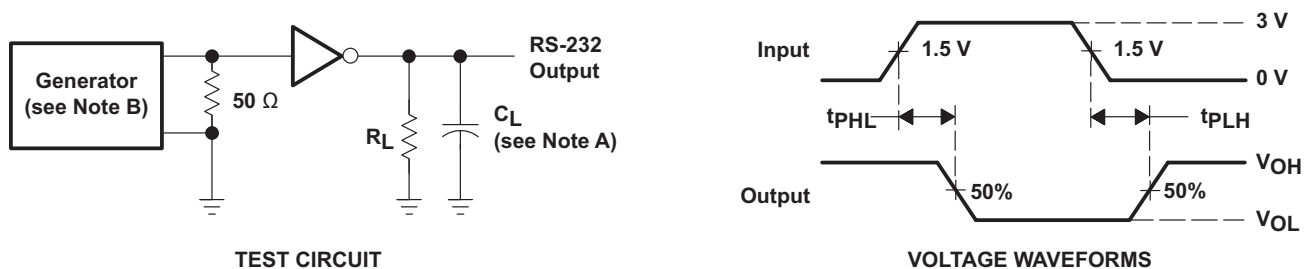 Generator
(see Note B)
50 Ω
RS-232
Output
RL
CL
(see Note A)
TEST CIRCUIT
Input
1.5 V
1.5 V
3 V
0 V
tPHL
tPLH
Output
50%
50%
VOH
VOL
VOLTAGE WAVEFORMS